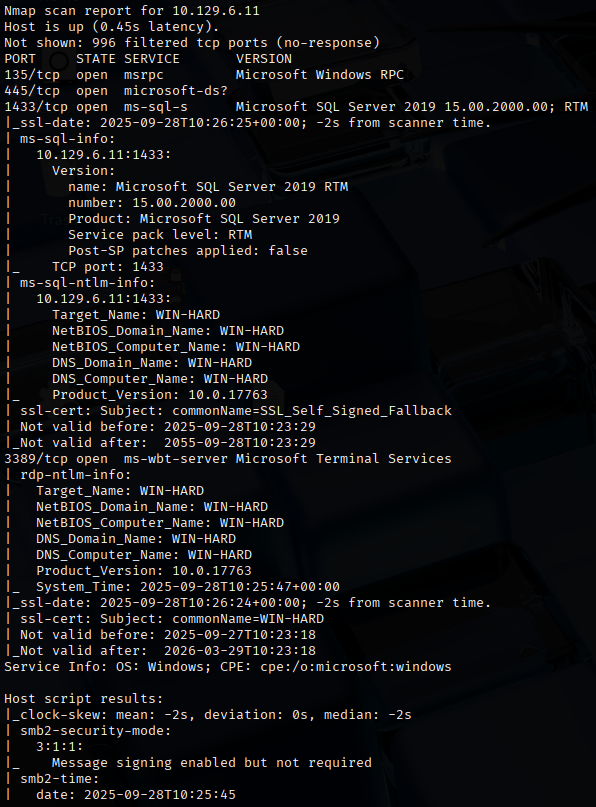 Nmap scan report for 10.129.6.11
Host is up (0.45s latency).
Not shown: 996 filtered tcp ports (no-response)
PORT     STATE SERVICE       VERSION
135/tcp  open  msrpc         Microsoft Windows RPC
445/tcp  open  microsoft-ds?
1433/tcp open  ms-sql-s      Microsoft SQL Server 2019 15.00.2000.00; RTM
|_ssl-date: 2025-09-28T10:26:25+00:00; -2s from scanner time.
| ms-sql-info:
|   10.129.6.11:1433:
|     Version:
|       name: Microsoft SQL Server 2019 RTM
|       number: 15.00.2000.00
|       Product: Microsoft SQL Server 2019
|       Service pack level: RTM
|       Post-SP patches applied: false
|_    TCP port: 1433
| ms-sql-ntlm-info:
|   10.129.6.11:1433:
|     Target_Name: WIN-HARD
|     NetBIOS_Domain_Name: WIN-HARD
|     NetBIOS_Computer_Name: WIN-HARD
|     DNS_Domain_Name: WIN-HARD
|     DNS_Computer_Name: WIN-HARD
|_    Product_Version: 10.0.17763
| ssl-cert: Subject: commonName=SSL_Self_Signed_Fallback
| Not valid before: 2025-09-28T10:23:29
|_Not valid after:  2055-09-28T10:23:29
3389/tcp open  ms-wbt-server Microsoft Terminal Services
| rdp-ntlm-info:
|   Target_Name: WIN-HARD
|   NetBIOS_Domain_Name: WIN-HARD
|   NetBIOS_Computer_Name: WIN-HARD
|   DNS_Domain_Name: WIN-HARD
|   DNS_Computer_Name: WIN-HARD
|   Product_Version: 10.0.17763
|_  System_Time: 2025-09-28T10:25:47+00:00
|_ssl-date: 2025-09-28T10:26:24+00:00; -2s from scanner time.
| ssl-cert: Subject: commonName=WIN-HARD
| Not valid before: 2025-09-27T10:23:18
|_Not valid after:  2026-03-29T10:23:18
Service Info: OS: Windows; CPE: cpe:/o:microsoft:windows

Host script results:
|_clock-skew: mean: -2s, deviation: 0s, median: -2s
| smb2-security-mode:
|   3:1:1:
|_    Message signing enabled but not required
| smb2-time:
|   date: 2025-09-28T10:25:45